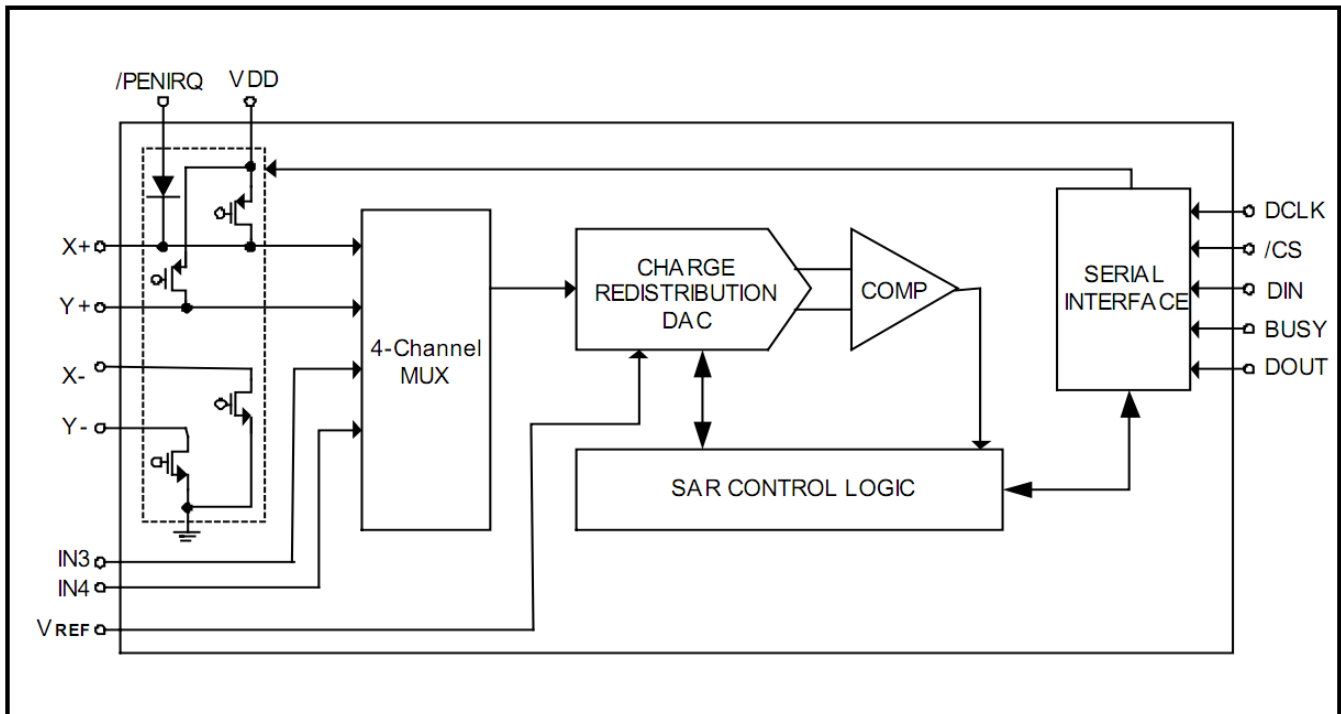 /PENIRQ VDD
X+
Y+
X-
Y-
IN3
IN4
VREF
4-Channel
MUX
CHARGE
REDISTRIBUTION
DAC
COMP
SAR CONTROL LOGIC
SERIAL
INTERFACE
DCLK
/CS
DIN
BUSY
DOUT